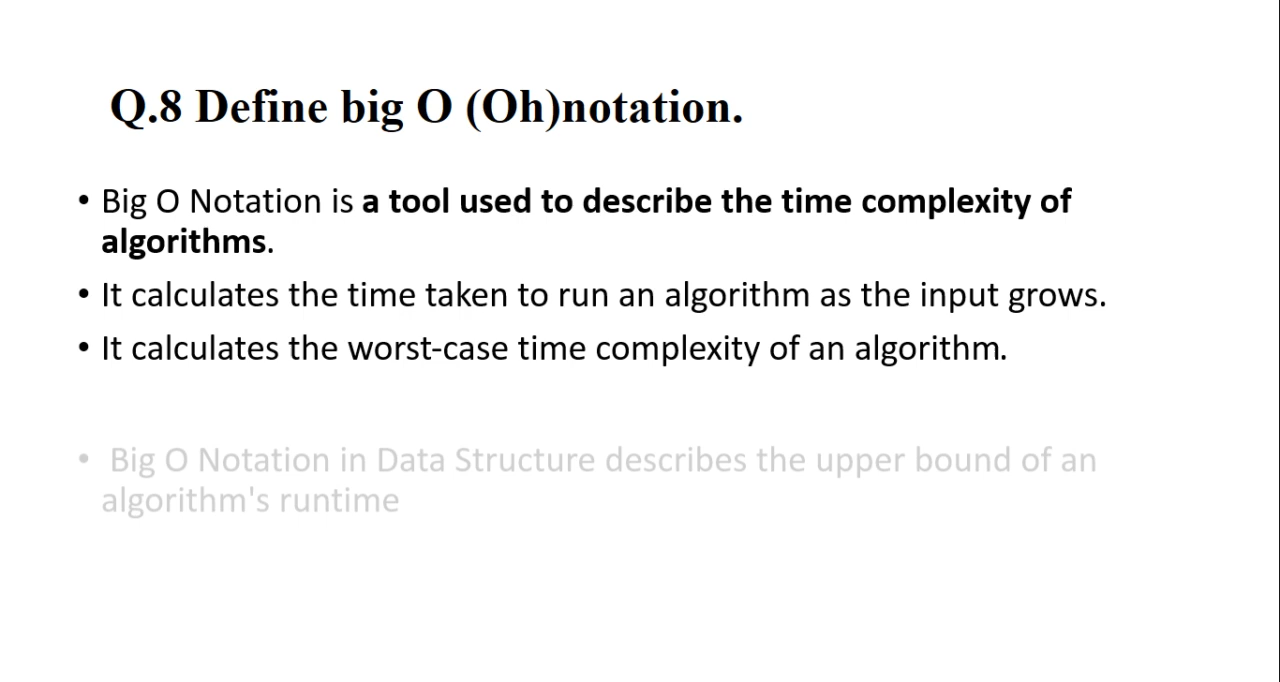 Q.8 Define big O (Oh)notation.
• Big O Notation is a tool used to describe the time complexity of
algorithms.
• It calculates the time taken to run an algorithm as the input grows.
• It calculates the worst-case time complexity of an algorithm.
• Big O Notation in Data Structure describes the upper bound of an
algorithm's runtime